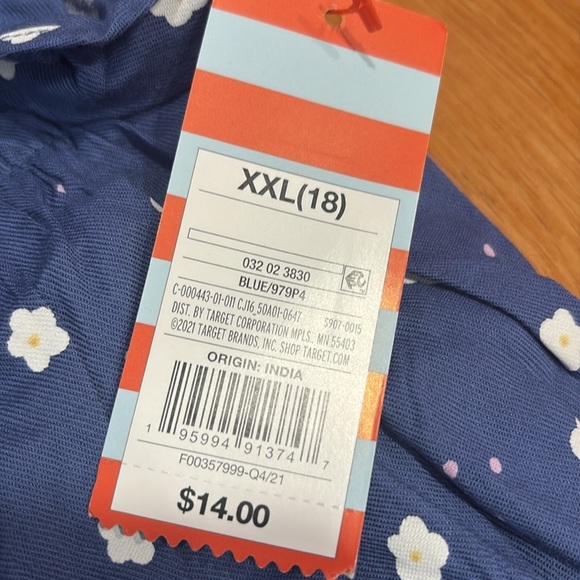 XXL(18)
032 02 3830
BLUE/979P4
C-000443-01-011 CJ16_50A01-0647 S907-0015
DIST. BY TARGET CORPORATION MPLS, MN 55403
©2021 TARGET BRANDS, INC. SHOP TARGET.COM
ORIGIN: INDIA
1 95994 91374 7
F00357999-Q4/21
$14.00